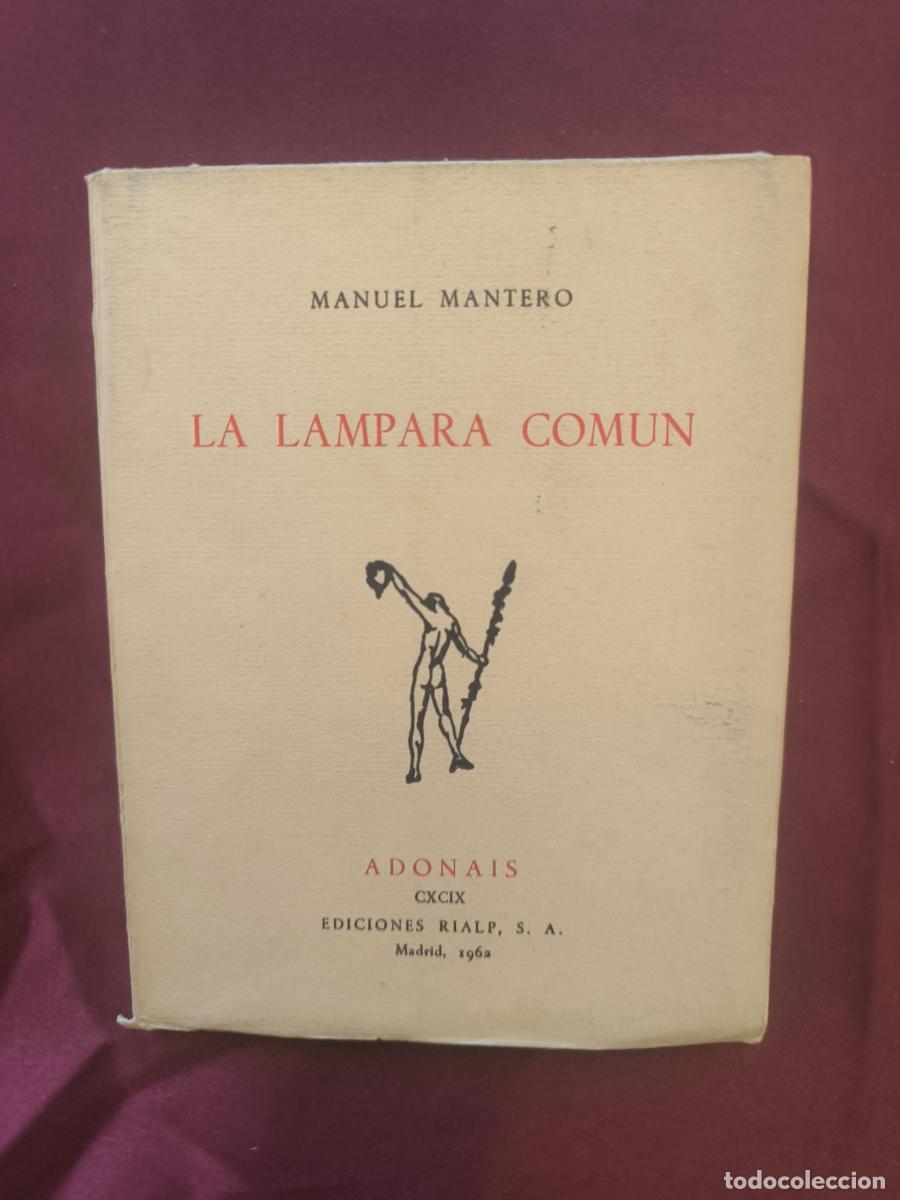 MANUEL MANTERO
LA LAMPARA COMUN
ADONAIS
CXCIX
EDICIONES RIALP, S. A.
Madrid, 1962
todocoleccion